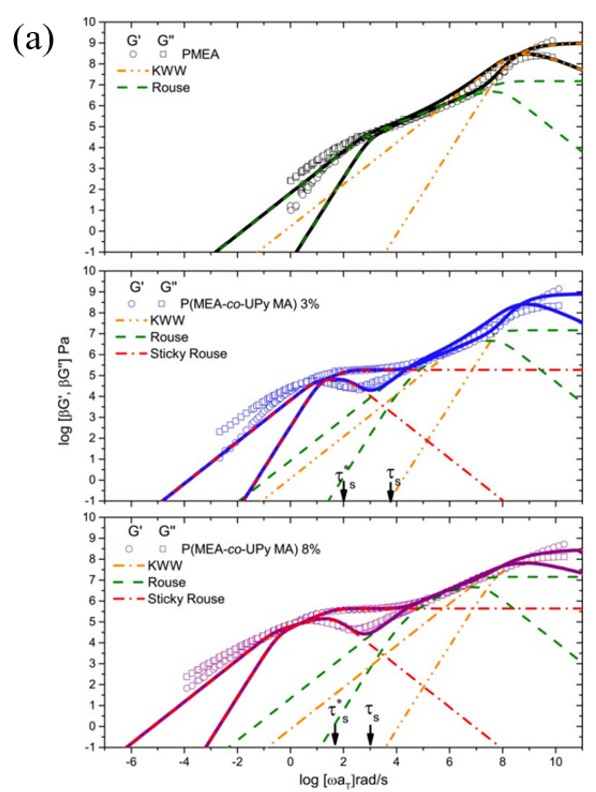 (a)
10
9
8
7
6
5
4
3
2
1
0
-1
G' G"
PMEA
KWW
Rouse
10
9
8
7
6
5
4
3
2
1
0
-1
G' G"
P(MEA-co-UPy MA) 3%
KWW
Rouse
Sticky Rouse
τ*s τs
log [βG', βG"] Pa
10
9
8
7
6
5
4
3
2
1
0
-1
G' G"
P(MEA-co-UPy MA) 8%
KWW
Rouse
Sticky Rouse
τ*s τs
-6 -4 -2 0 2 4 6 8 10
log [ωaT]rad/s